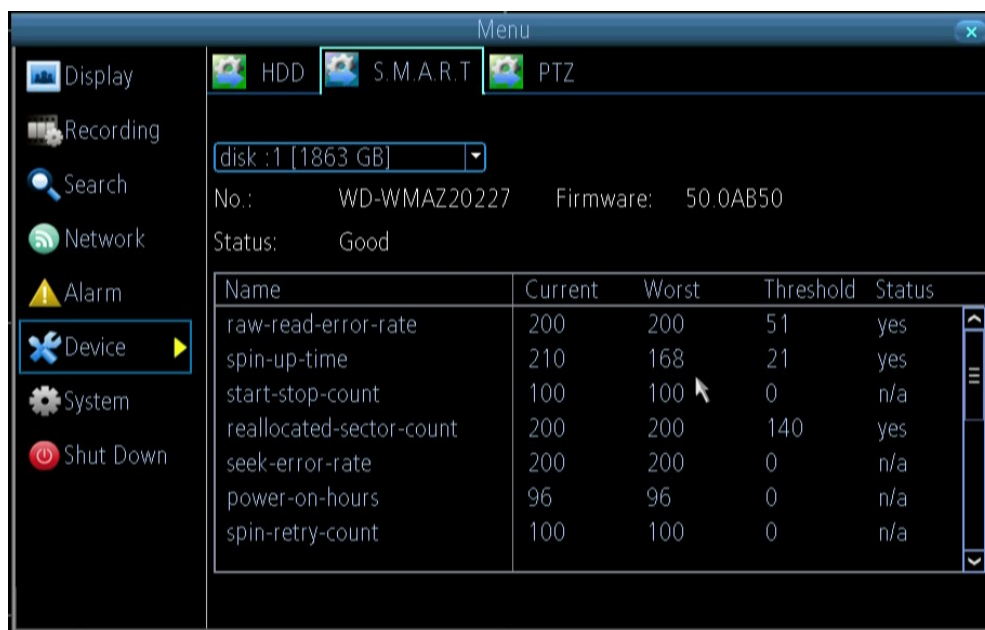 Menu
Display
Recording
Search
Network
Alarm
Device
System
Shut Down
HDD S.M.A.R.T PTZ
disk :1 [1863 GB]
No.: WD-WMAZ20227 Firmware: 50.0AB50
Status: Good
Name Current Worst Threshold Status
raw-read-error-rate 200 200 51 yes
spin-up-time 210 168 21 yes
start-stop-count 100 100 0 n/a
reallocated-sector-count 200 200 140 yes
seek-error-rate 200 200 0 n/a
power-on-hours 96 96 0 n/a
spin-retry-count 100 100 0 n/a